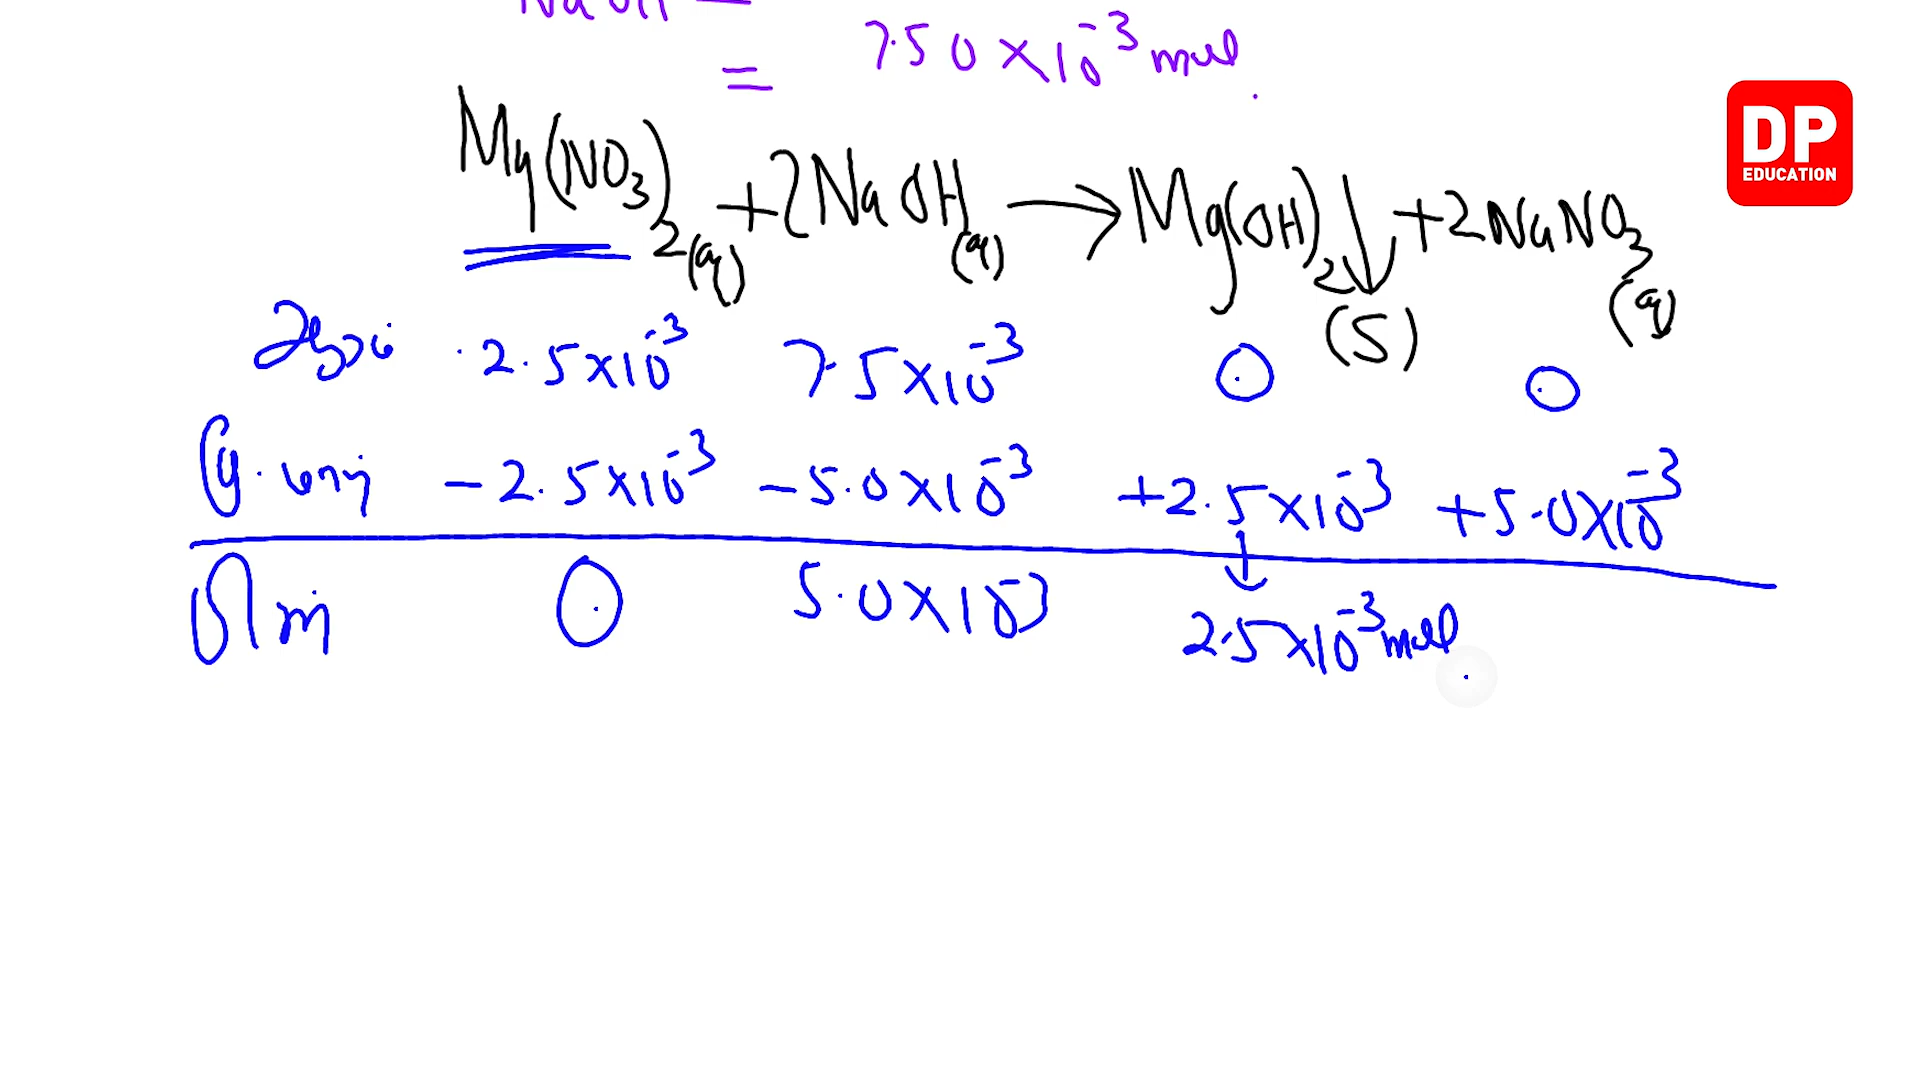 NaOH =
= 7.50 × 10⁻³ mol
DP
EDUCATION
Mg(NO₃)₂(aq) + 2NaOH(aq) ⟶ Mg(OH)₂↓(S) + 2NaNO₃(aq)
2.5×10⁻³ 7.5×10⁻³ 0 0
-2.5×10⁻³ -5.0×10⁻³ +2.5×10⁻³ +5.0×10⁻³
0 5.0×10⁻³ 2.5×10⁻³ mol